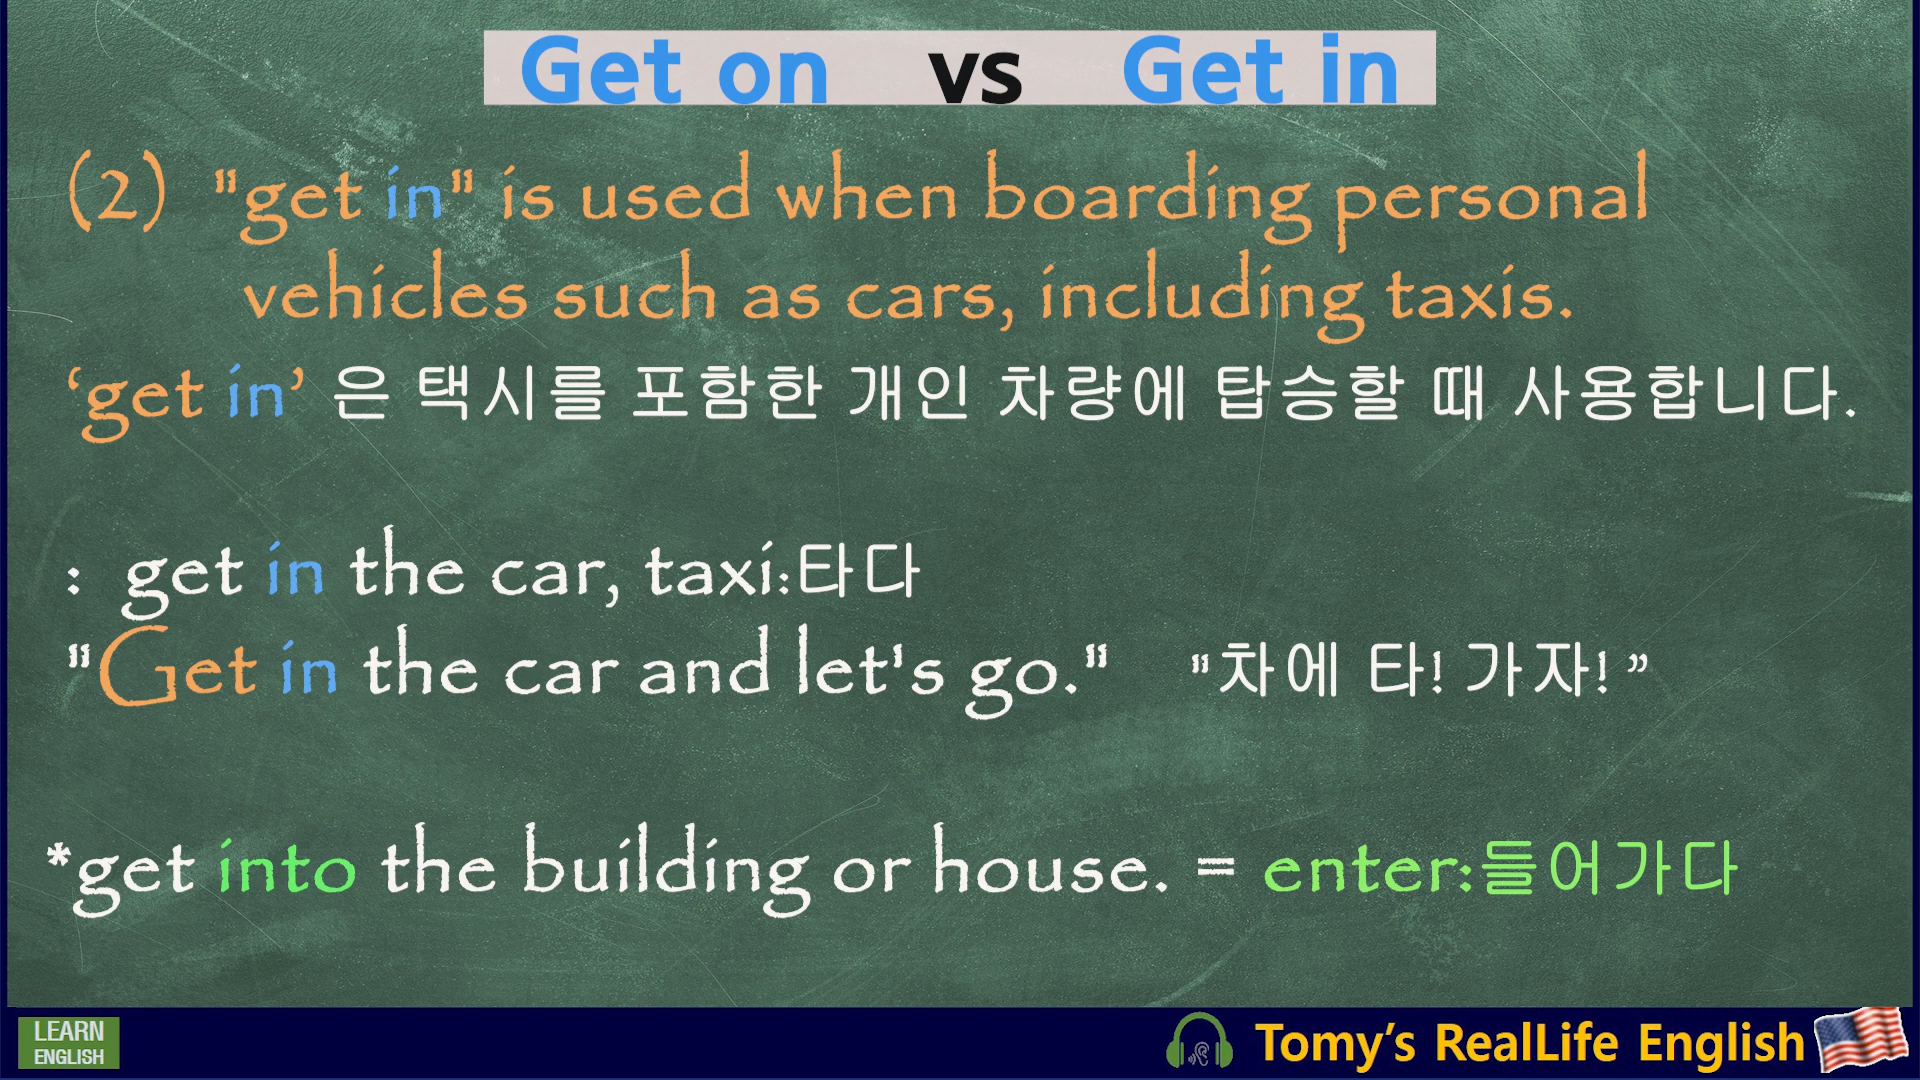 Get on vs Get in
(2) "get in" is used when boarding personal
vehicles such as cars, including taxis.
‘get in’ 은 택시를 포함한 개인 차량에 탑승할 때 사용합니다.
: get in the car, taxi:타다
"Get in the car and let's go." "차에 타! 가자!”
*get into the building or house. = enter:들어가다
LEARN
ENGLISH
Tomy’s RealLife English